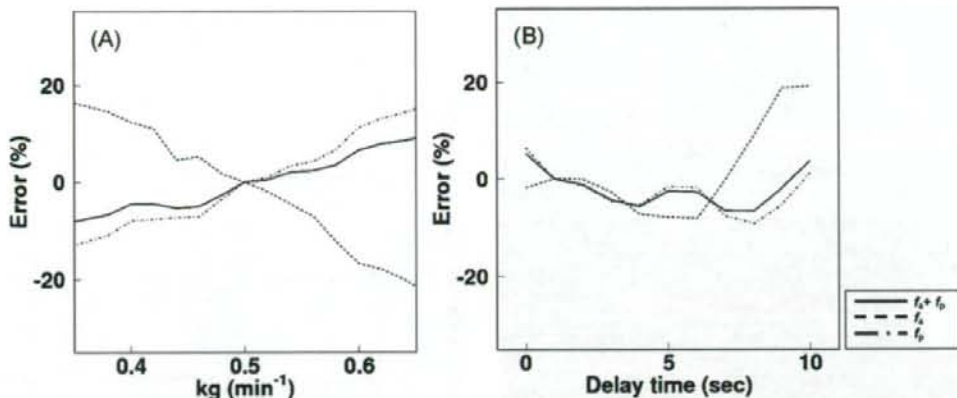 (A)
Error (%)
20
0
-20
0.4
0.5
0.6
kg (min⁻¹)
(B)
Error (%)
20
0
-20
0
5
10
Delay time (sec)
fₐ+ fₚ
fₐ
fₚ